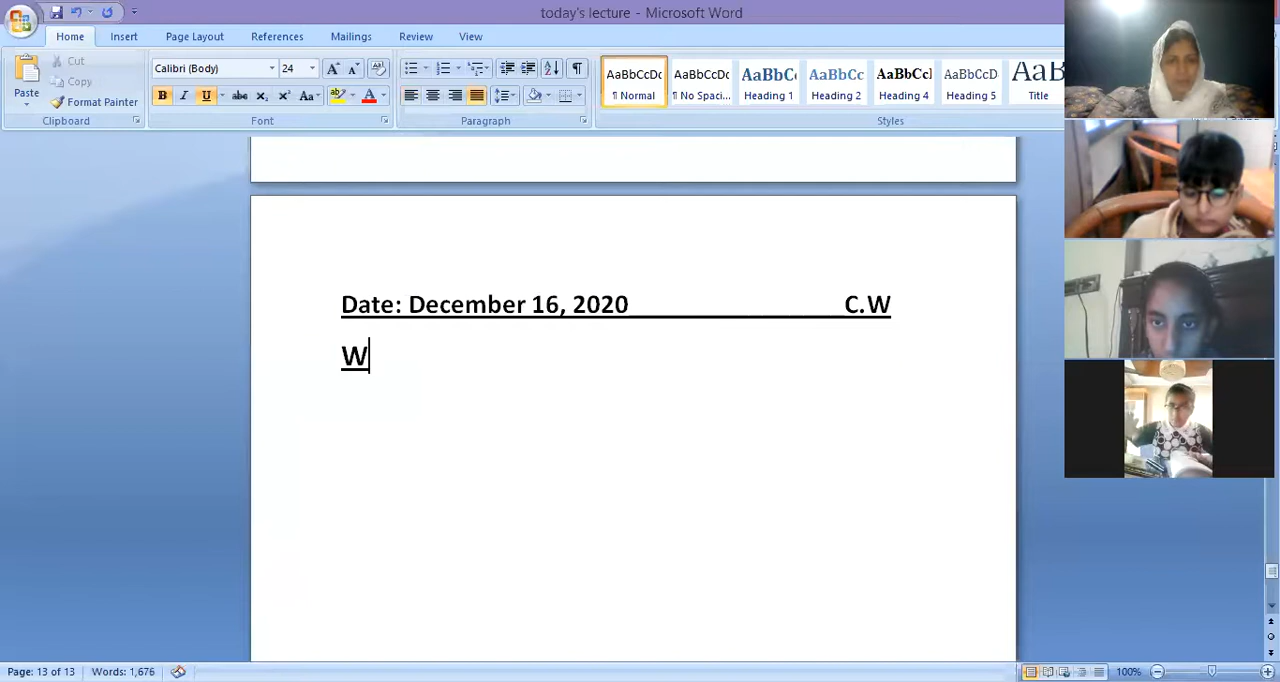 today's lecture - Microsoft Word
Home Insert Page Layout References Mailings Review View
Paste
Cut
Copy
Format Painter
Clipboard
Calibri (Body) 24
Font
Paragraph
AaBbCcDc AaBbCcDc AaBbC AaBbCc AaBbCcI AaBbCcD AaB
¶ Normal ¶ No Spaci... Heading 1 Heading 2 Heading 4 Heading 5 Title
Styles
Date: December 16, 2020 C.W
W
Page: 13 of 13 Words: 1,676 100%